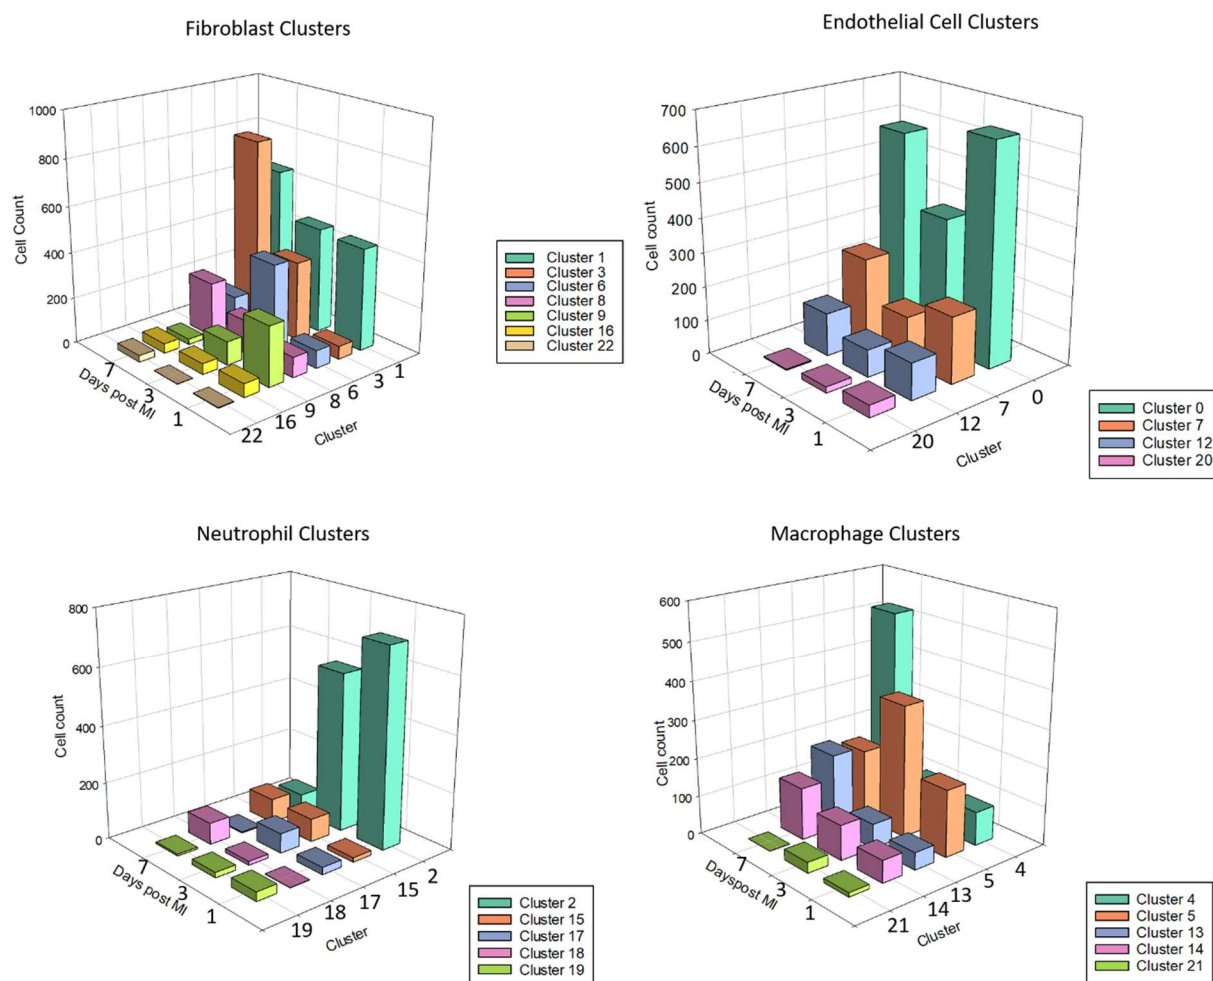 Fibroblast Clusters
1000
800
600
400
200
0
Cell Count
7
3
1
Days post MI
22
16
9
8
6
3
1
Cluster
Cluster 1
Cluster 3
Cluster 6
Cluster 8
Cluster 9
Cluster 16
Cluster 22
Endothelial Cell Clusters
700
600
500
400
300
200
100
0
Cell count
7
3
1
Days post MI
20
12
7
0
Cluster
Cluster 0
Cluster 7
Cluster 12
Cluster 20
Neutrophil Clusters
800
600
400
200
0
Cell count
7
3
1
Days post MI
19
18
17
15
2
Cluster
Cluster 2
Cluster 15
Cluster 17
Cluster 18
Cluster 19
Macrophage Clusters
600
500
400
300
200
100
0
Cell count
7
3
1
Dayspost MI
21
14
13
5
4
Cluster
Cluster 4
Cluster 5
Cluster 13
Cluster 14
Cluster 21